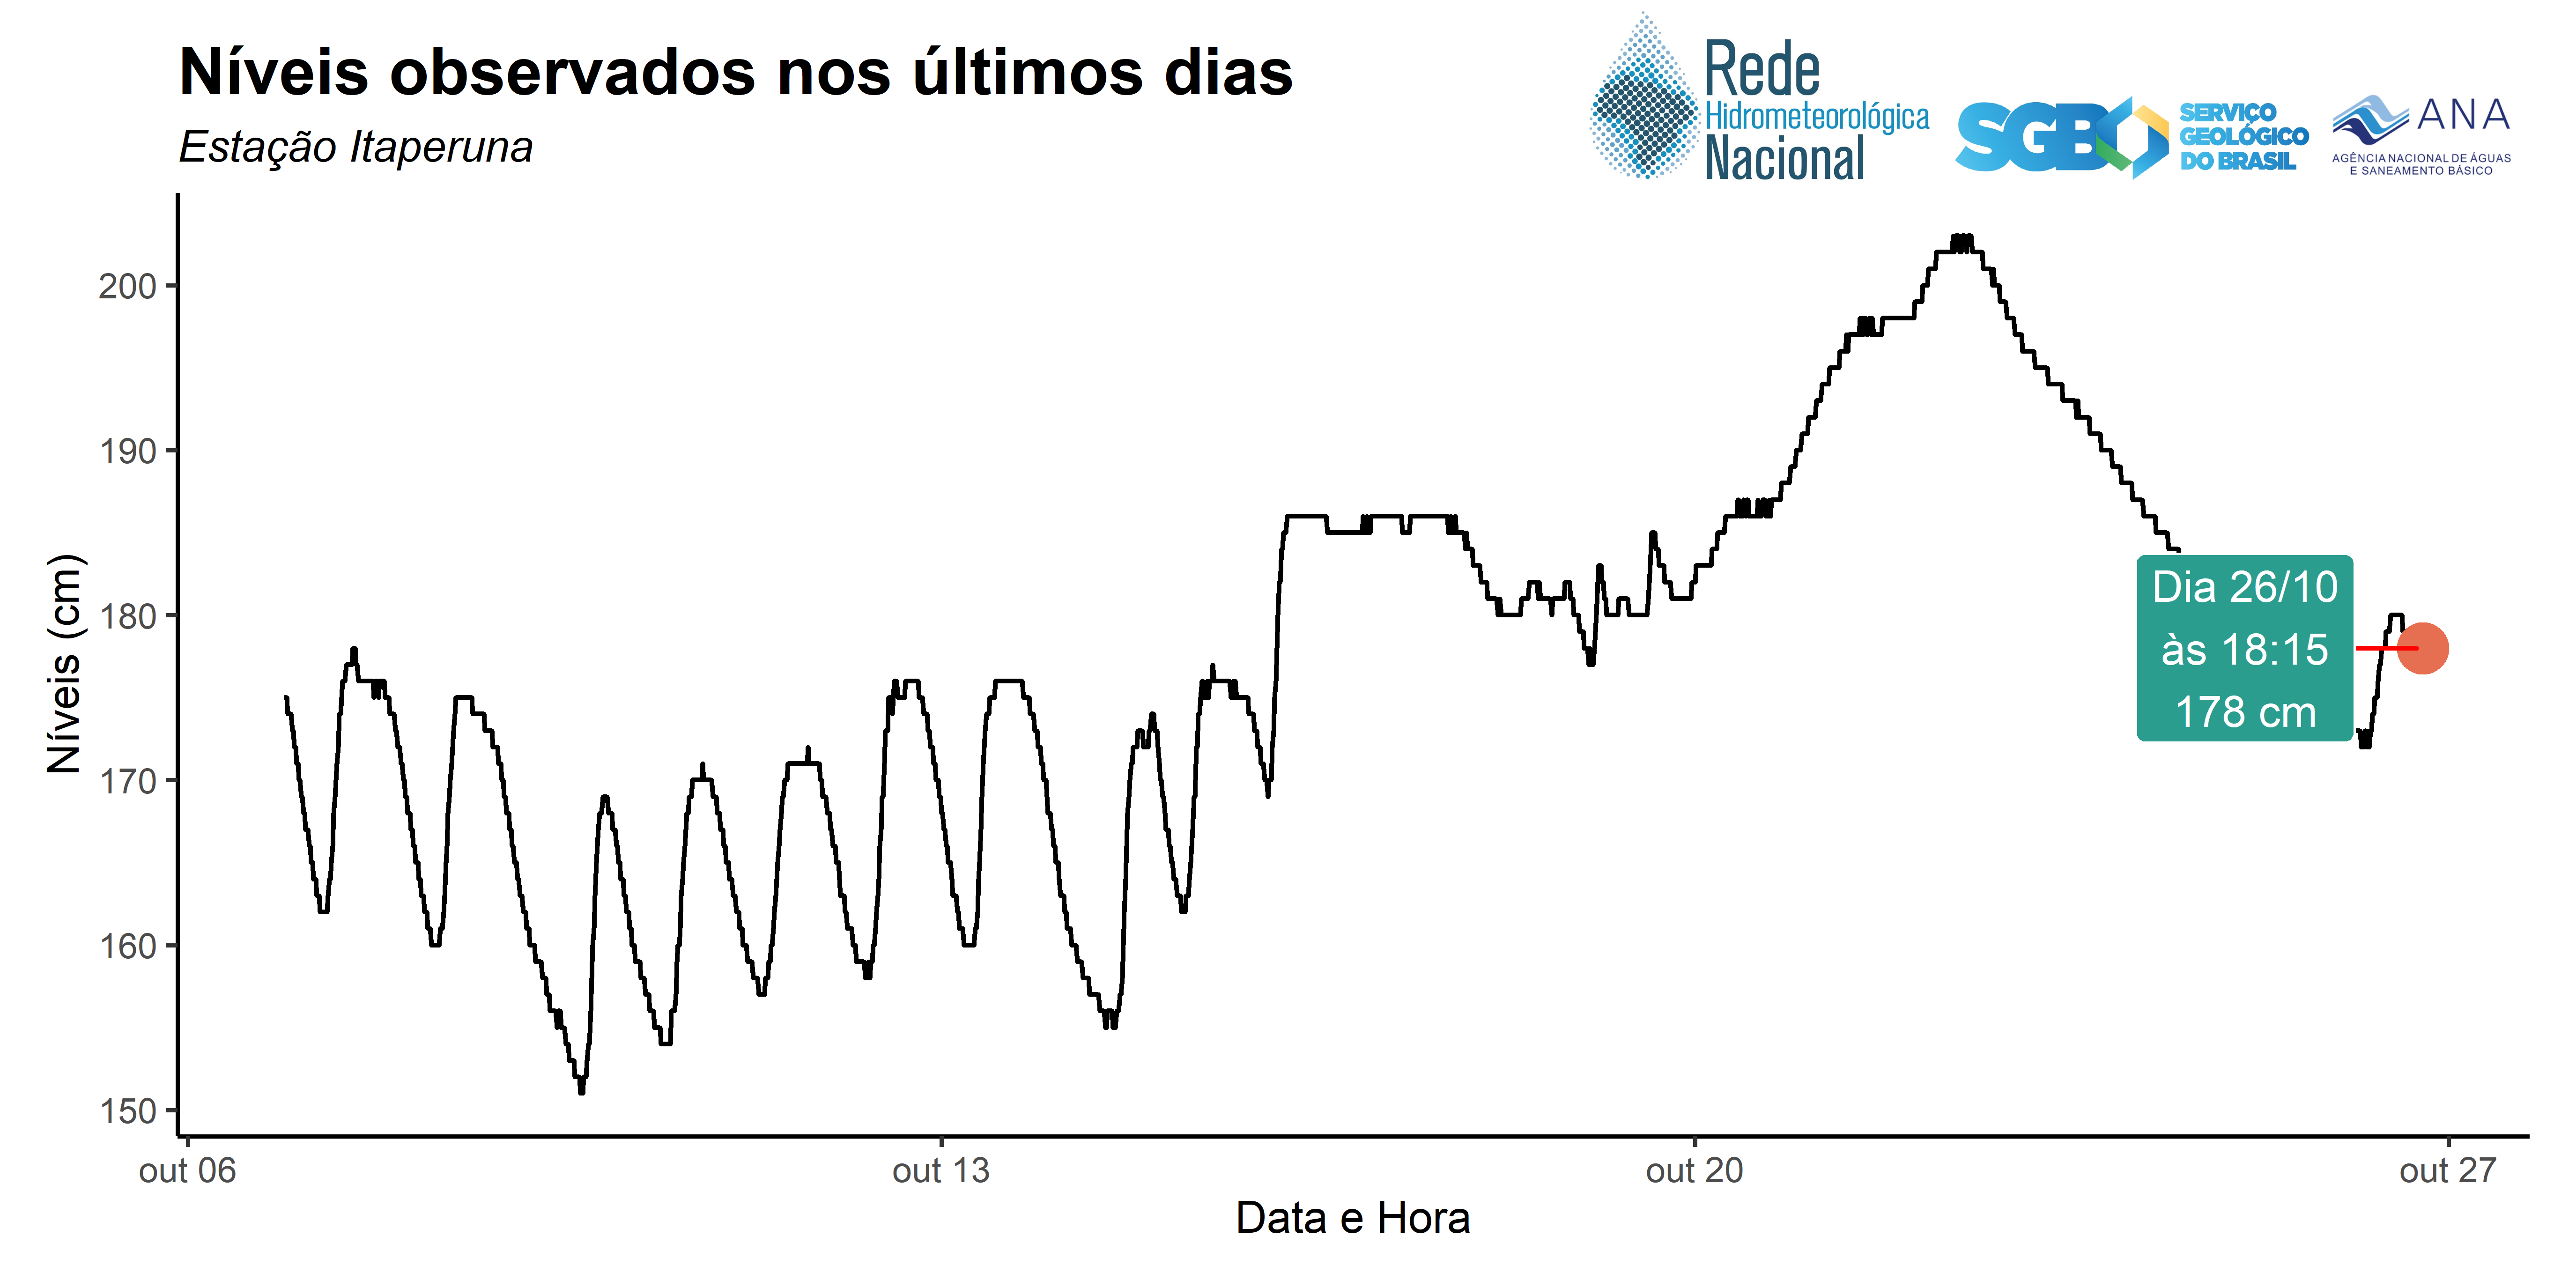 Níveis observados nos últimos dias
Estação Itaperuna
Rede
Hidrometeorológica
Nacional
SGB
SERVIÇO
GEOLÓGICO
DO BRASIL
ANA
AGÊNCIA NACIONAL DE ÁGUAS
E SANEAMENTO BÁSICO
Níveis (cm)
200
190
180
170
160
150
Dia 26/10
às 18:15
178 cm
out 06
out 13
out 20
out 27
Data e Hora